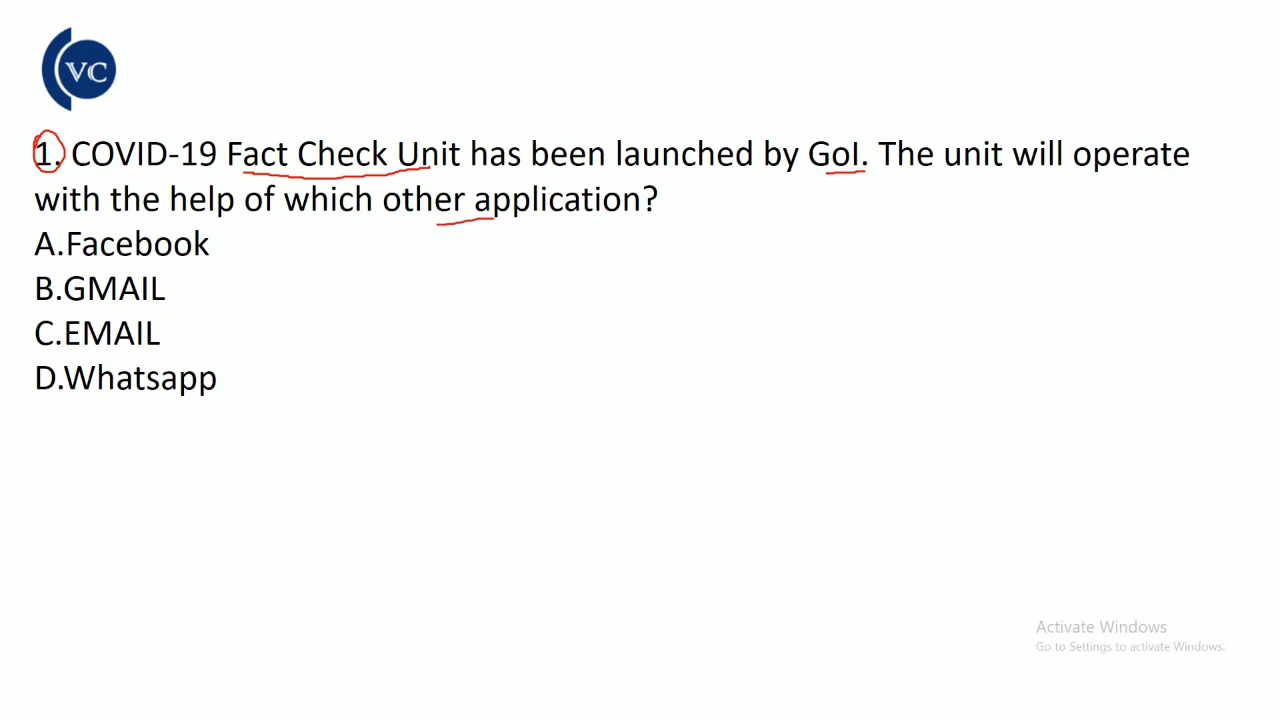 VC
1. COVID-19 Fact Check Unit has been launched by GoI. The unit will operate
with the help of which other application?
A.Facebook
B.GMAIL
C.EMAIL
D.Whatsapp
Activate Windows
Go to Settings to activate Windows.